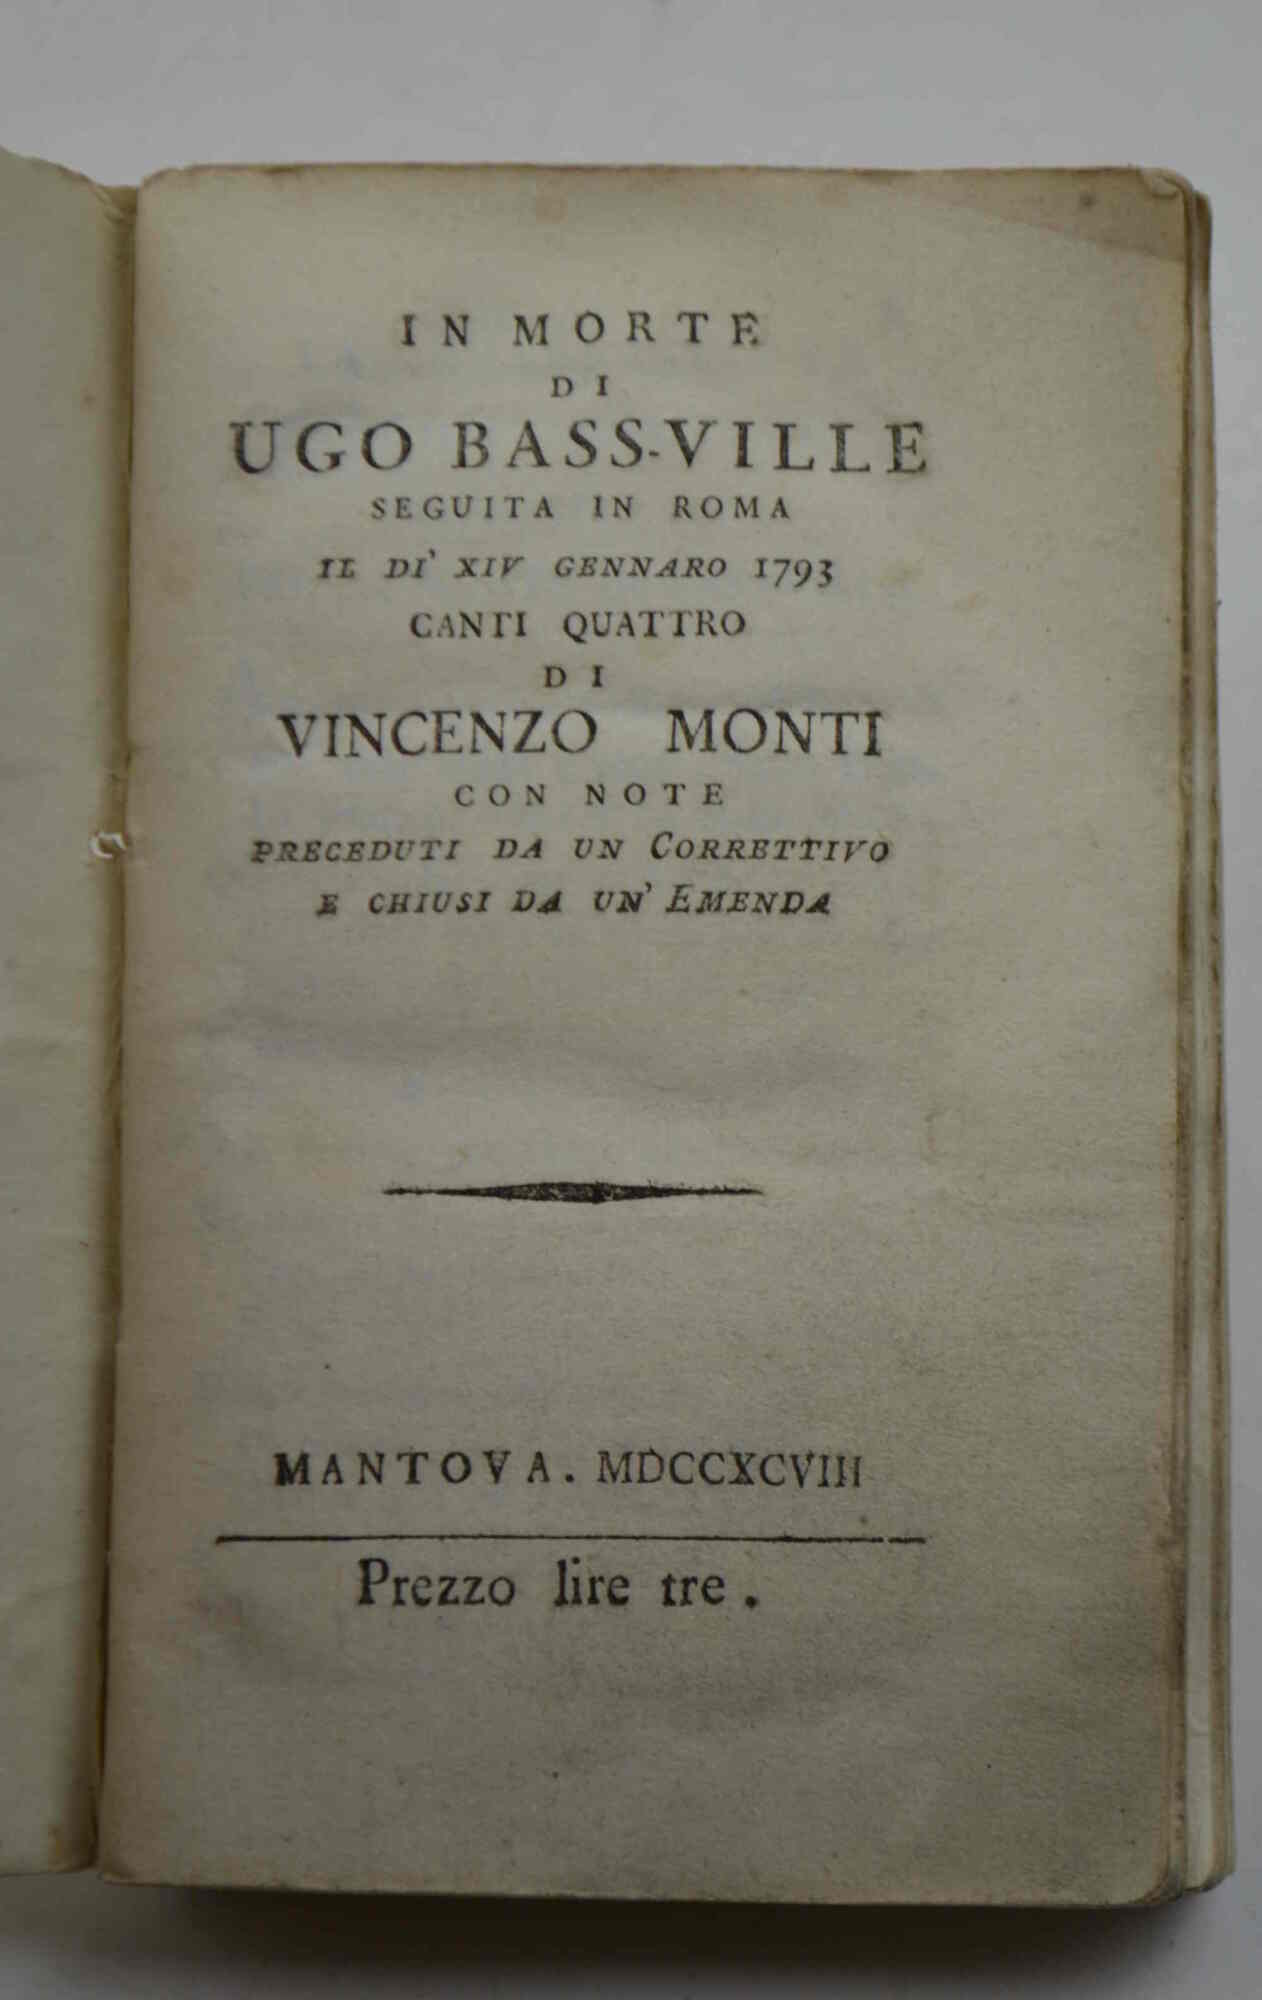 IN MORTE
DI
UGO BASS-VILLE
SEGUITA IN ROMA
IL DI' XIV GENNARO 1793
CANTI QUATTRO
DI
VINCENZO MONTI
CON NOTE
PRECEDUTI DA UN CORRETTIVO
E CHIUSI DA UN' EMENDA
MANTOVA. MDCCXCVIII
Prezzo lire tre.